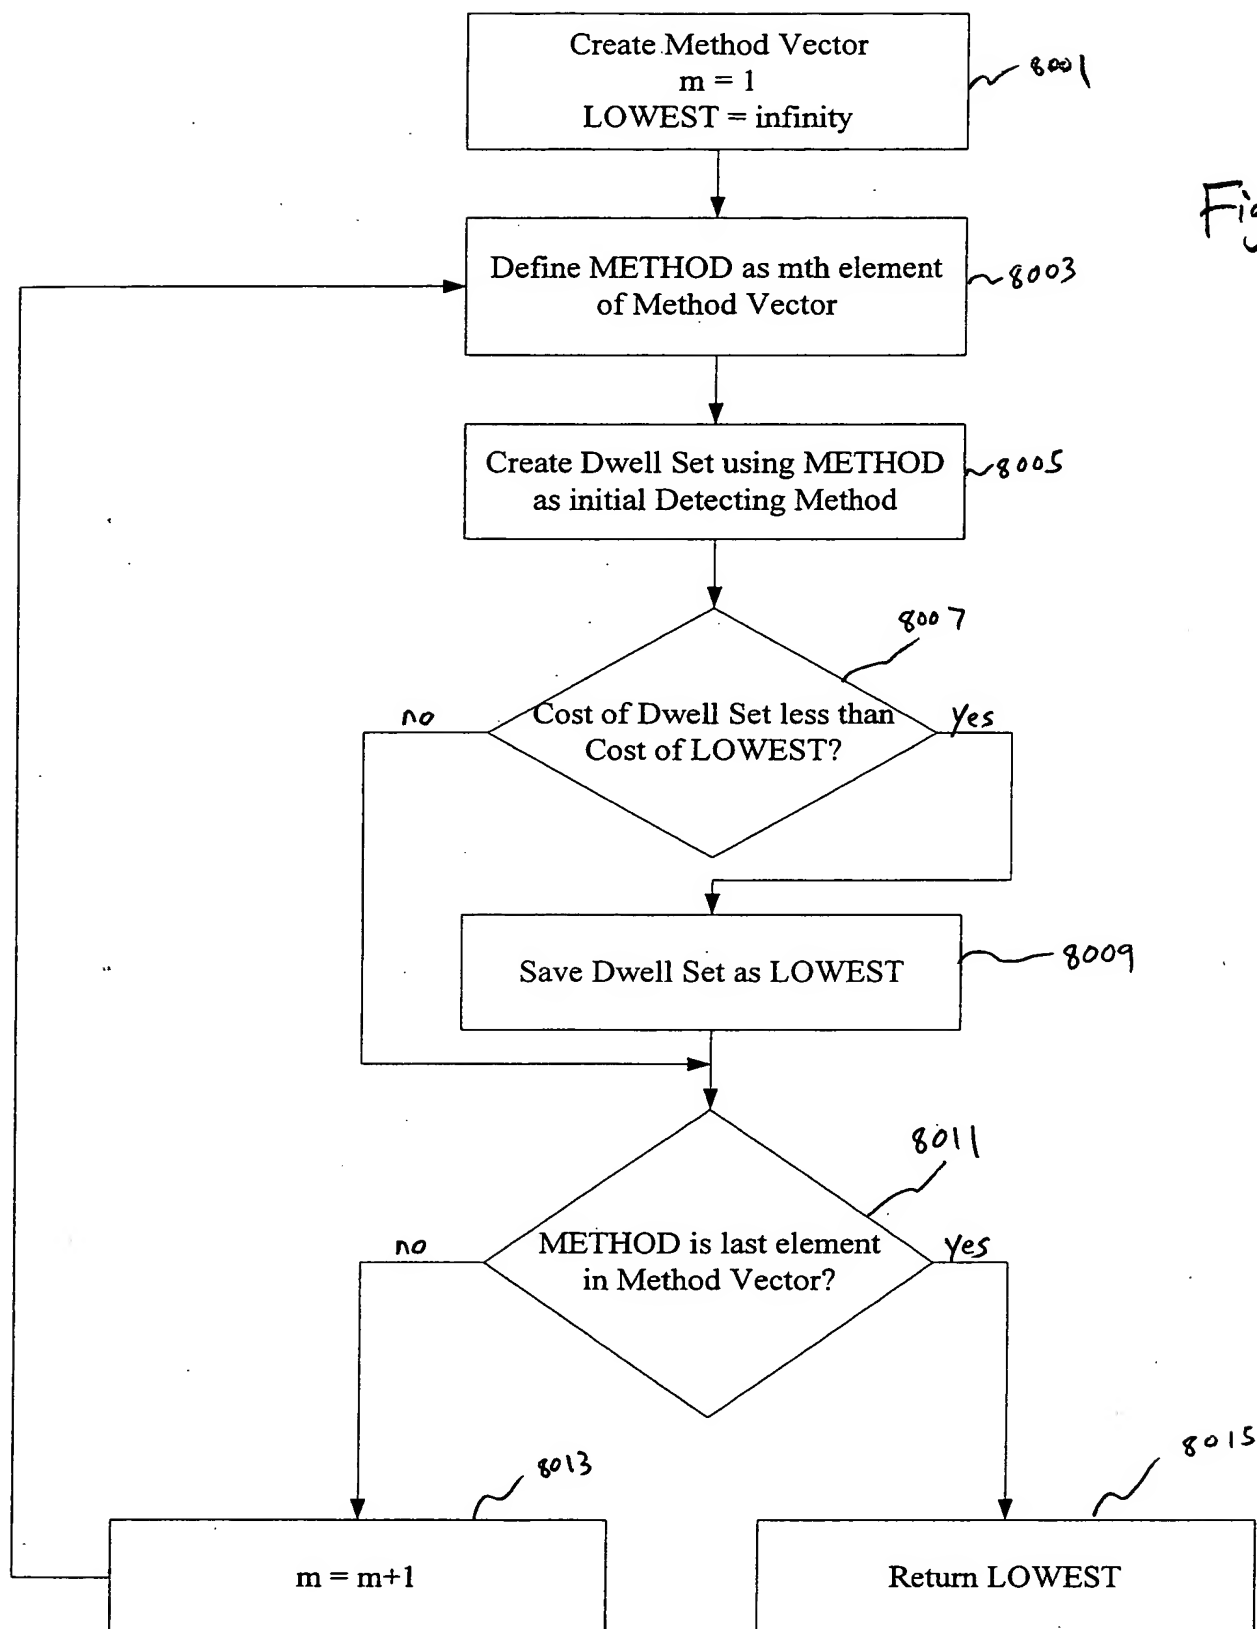 Create Method Vector
m = 1
LOWEST = infinity
8001
Define METHOD as mth element
of Method Vector
8003
Create Dwell Set using METHOD
as initial Detecting Method
8005
8007
no
Cost of Dwell Set less than
Cost of LOWEST?
yes
Save Dwell Set as LOWEST
8009
8011
no
METHOD is last element
in Method Vector?
yes
8013
m = m+1
8015
Return LOWEST